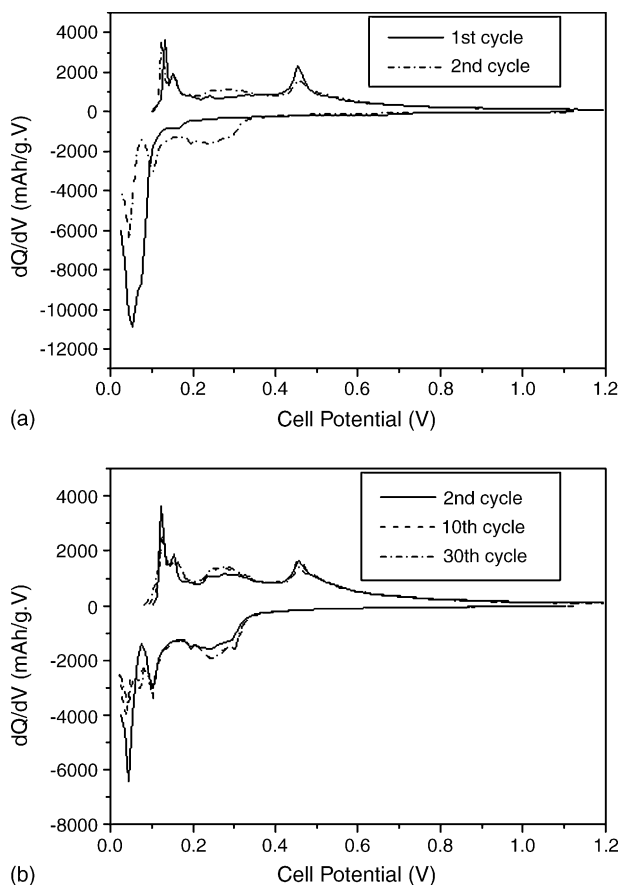 4000
2000
0
-2000
-4000
-6000
-8000
-10000
-12000
dQ/dV (mAh/g.V)
1st cycle
2nd cycle
0.0 0.2 0.4 0.6 0.8 1.0 1.2
Cell Potential (V)
(a)
4000
2000
0
-2000
-4000
-6000
-8000
dQ/dV (mAh/g.V)
2nd cycle
10th cycle
30th cycle
0.0 0.2 0.4 0.6 0.8 1.0 1.2
Cell Potential (V)
(b)